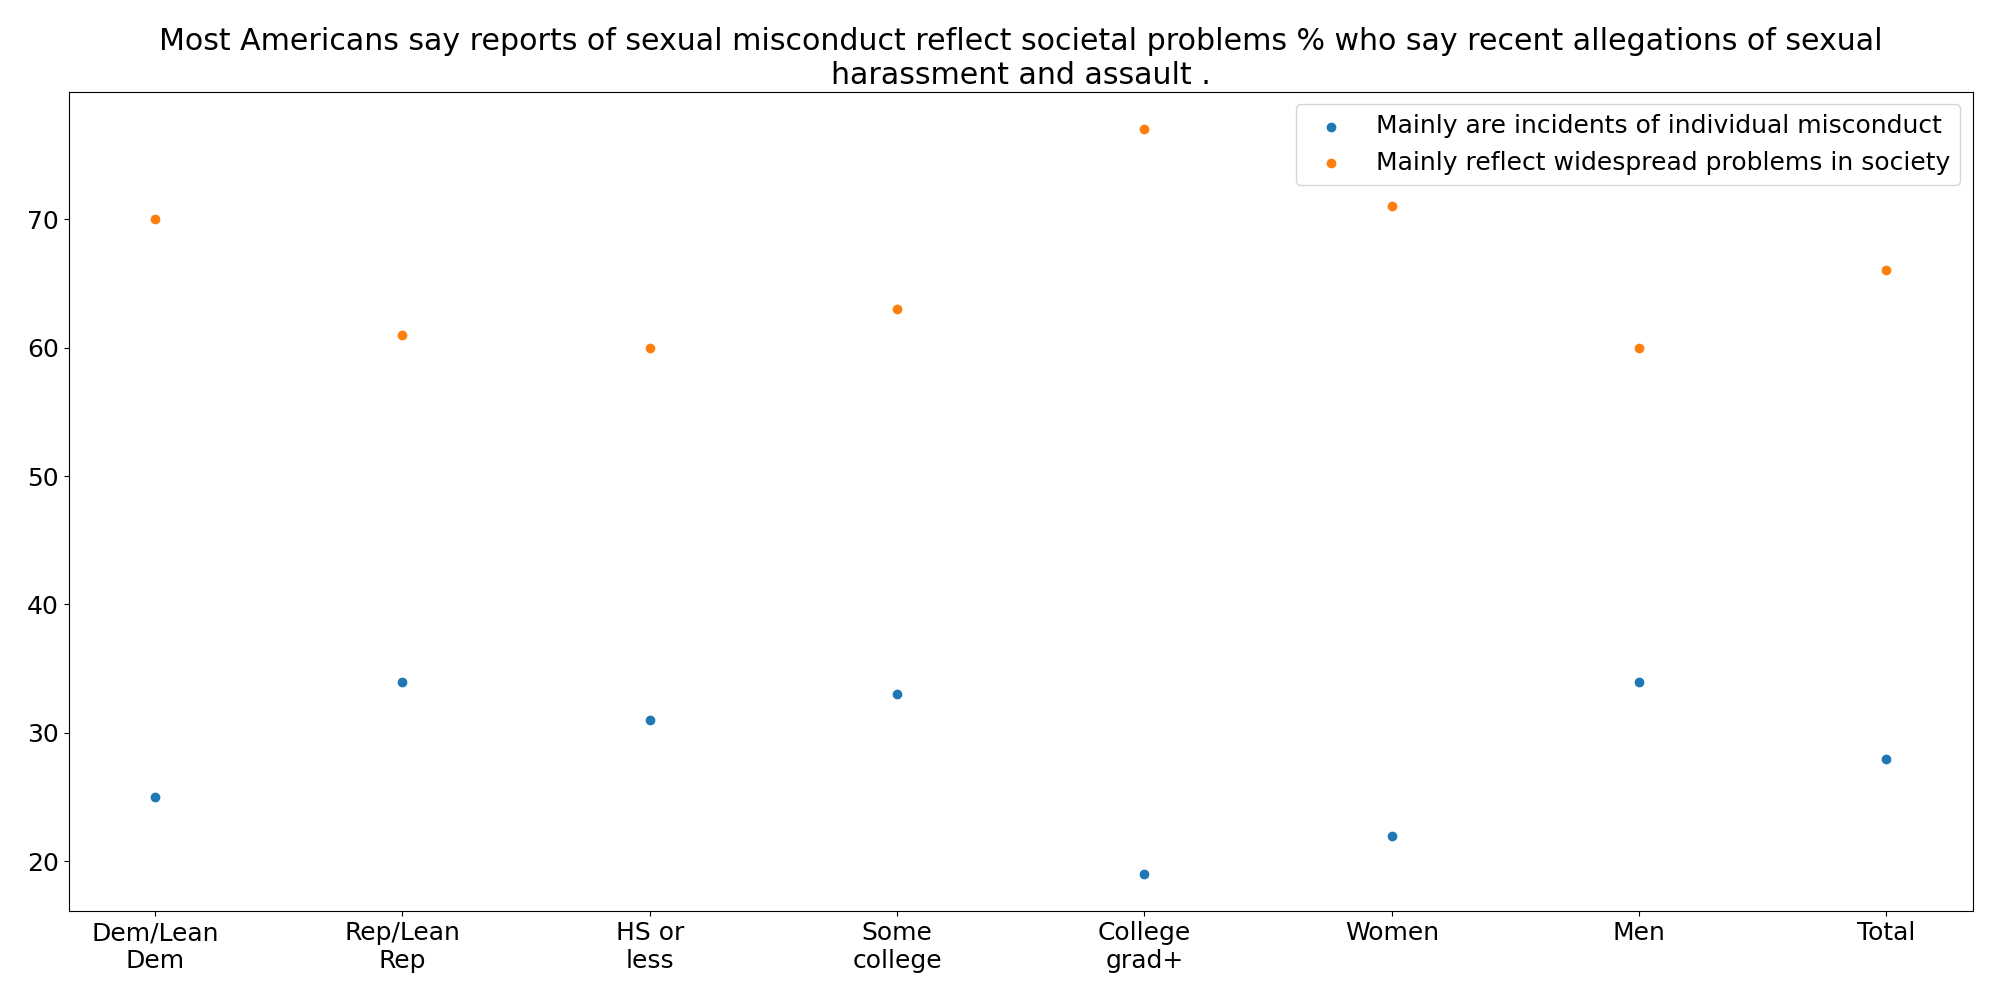 Most Americans say reports of sexual misconduct reflect societal problems % who say recent allegations of sexual
harassment and assault .
Mainly are incidents of individual misconduct
Mainly reflect widespread problems in society
70
60
50
40
30
20
Dem/Lean
Dem
Rep/Lean
Rep
HS or
less
Some
college
College
grad+
Women
Men
Total